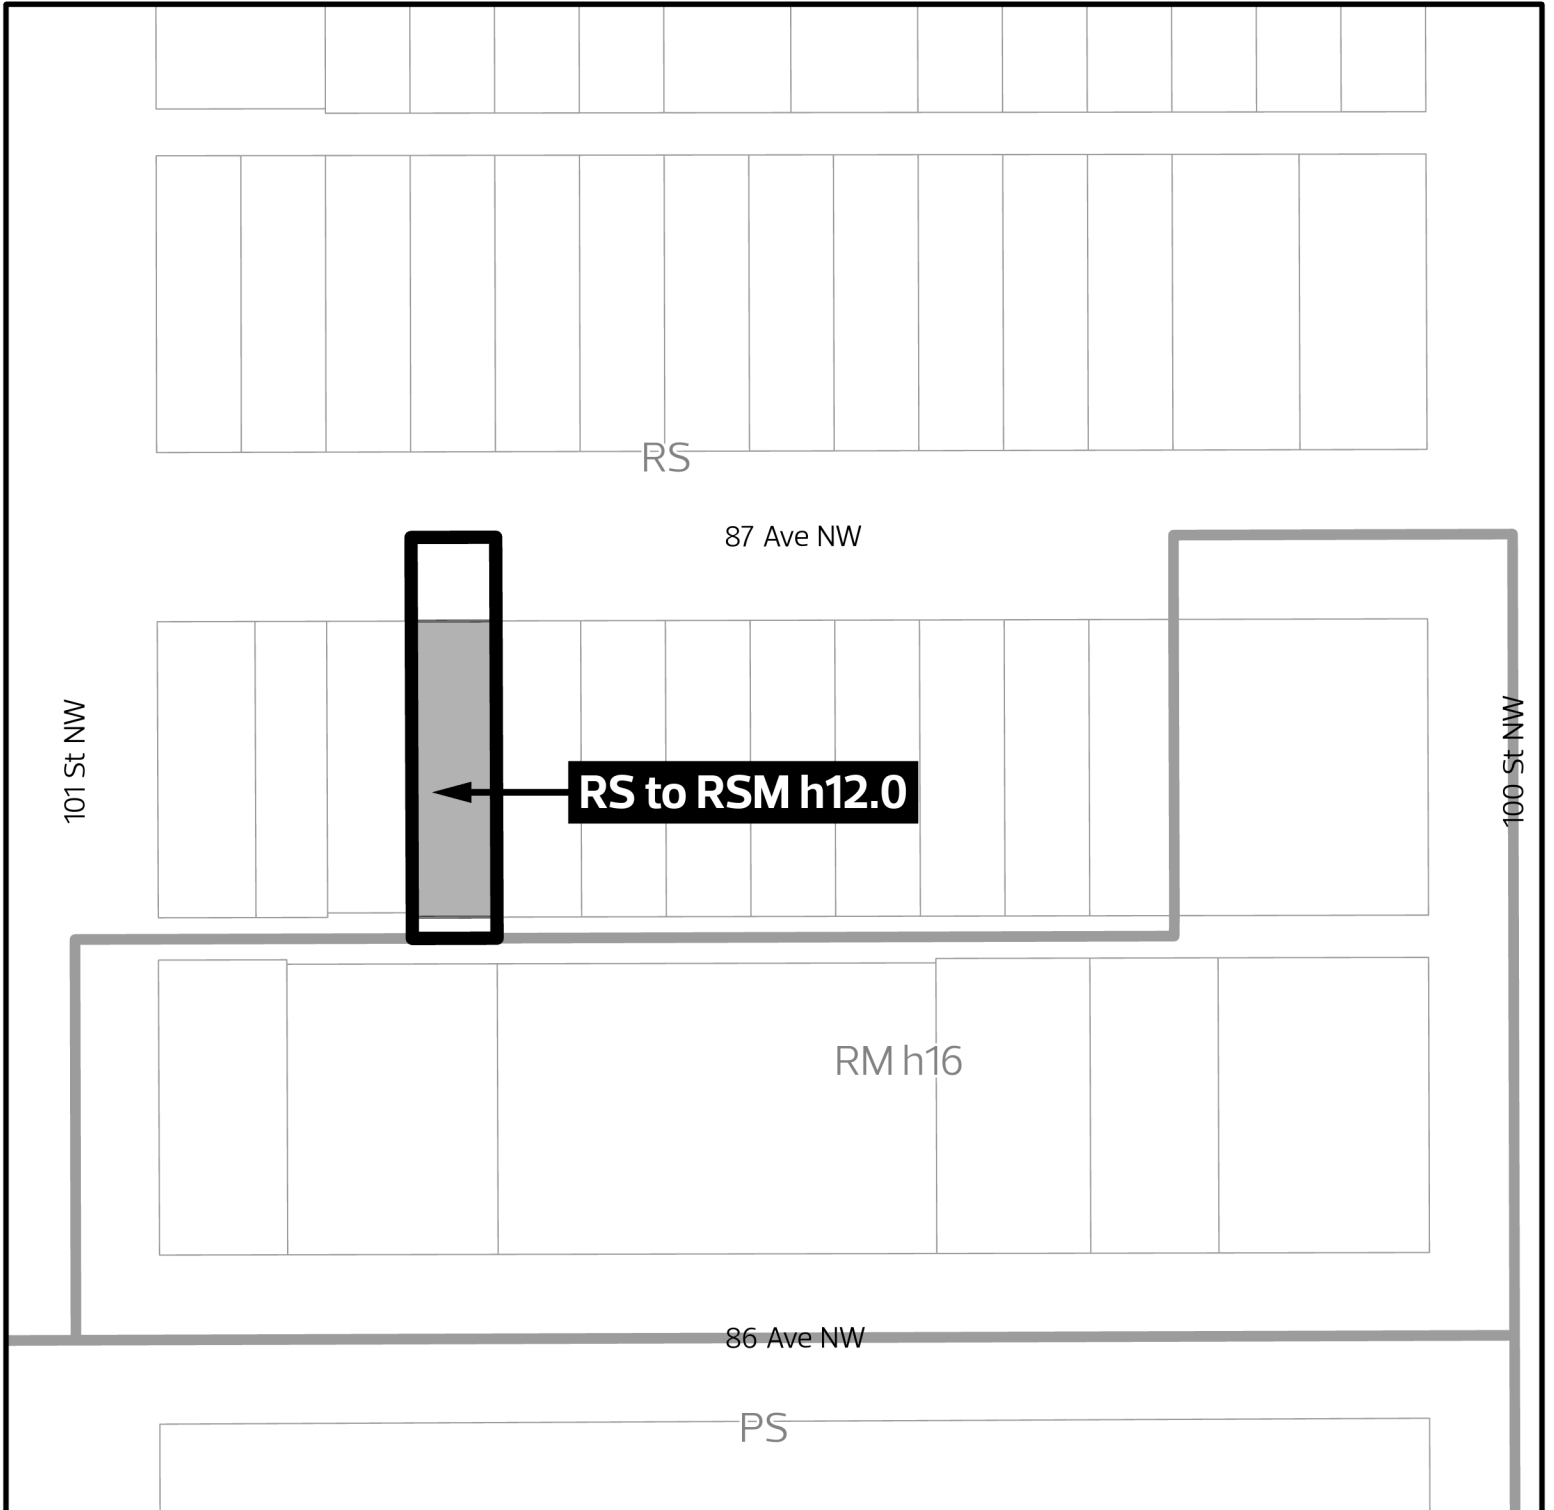 RS
87 Ave NW
101 St NW
100 St NW
RS to RSM h12.0
RM h16
86 Ave NW
PS